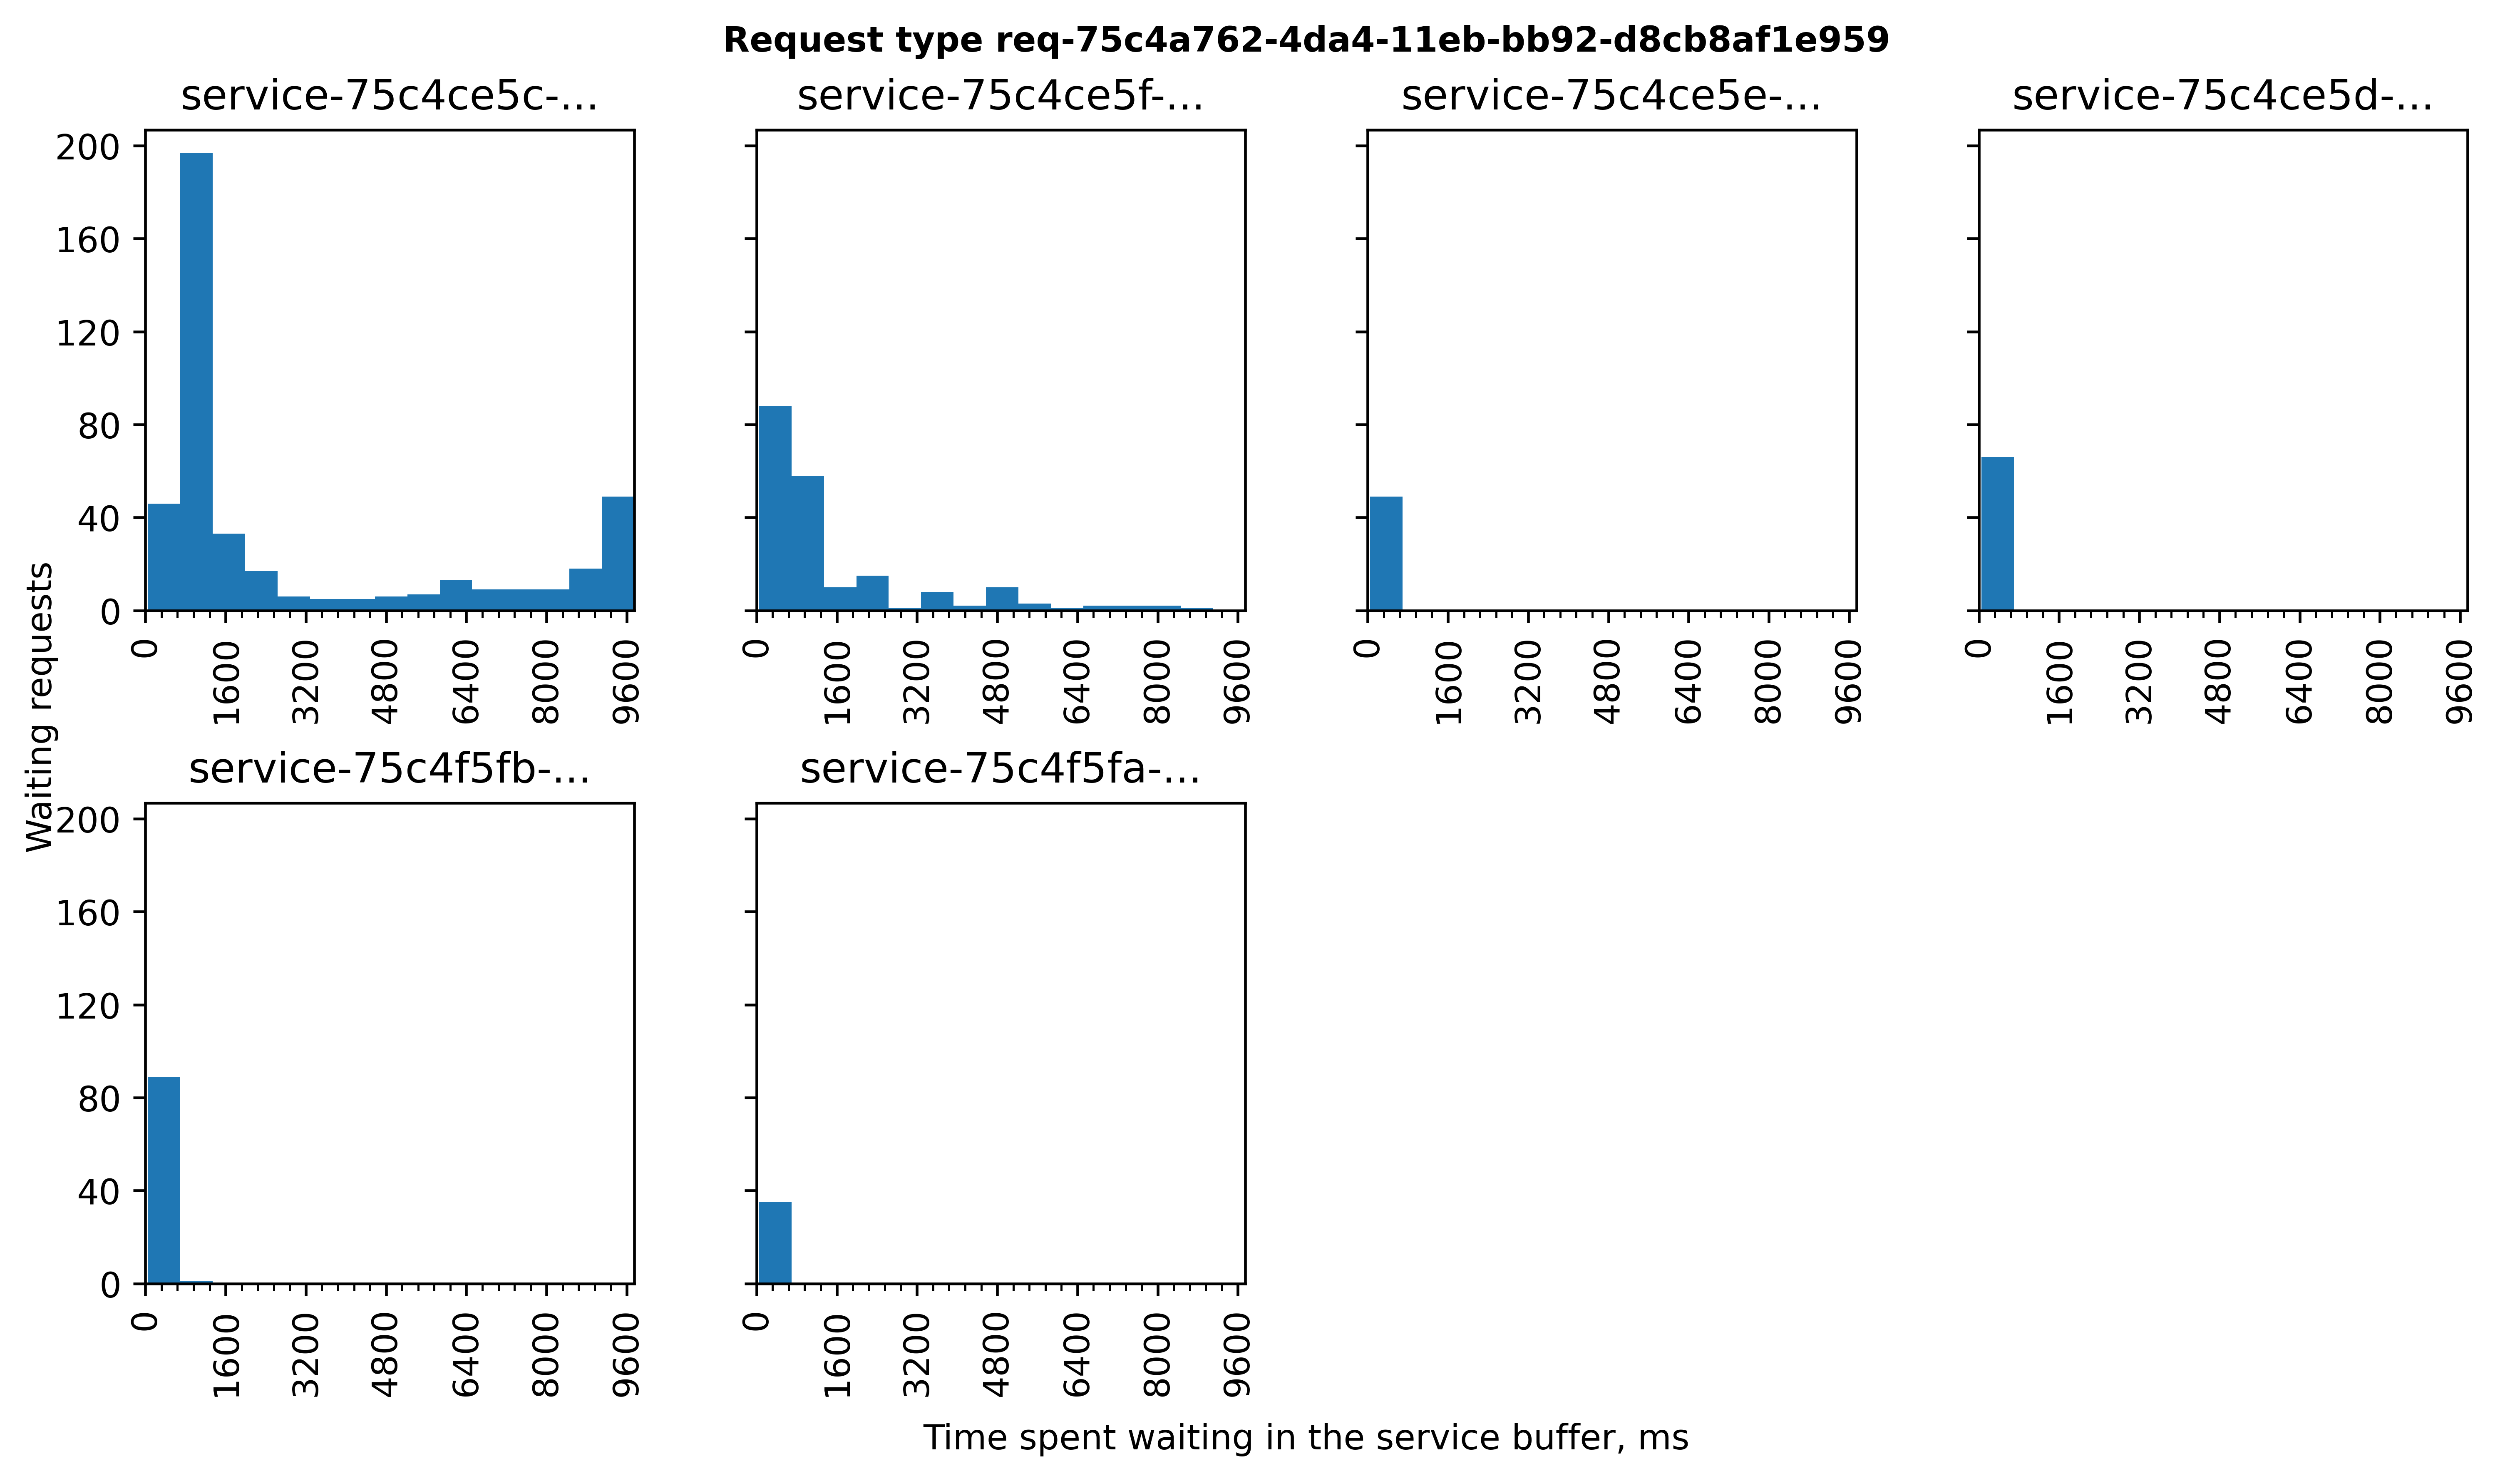 Request type req-75c4a762-4da4-11eb-bb92-d8cb8af1e959
service-75c4ce5c-...
service-75c4ce5f-...
service-75c4ce5e-...
service-75c4ce5d-...
200
160
120
80
40
0
0 1600 3200 4800 6400 8000 9600
0 1600 3200 4800 6400 8000 9600
0 1600 3200 4800 6400 8000 9600
0 1600 3200 4800 6400 8000 9600
Waiting requests
service-75c4f5fb-...
service-75c4f5fa-...
200
160
120
80
40
0
0 1600 3200 4800 6400 8000 9600
0 1600 3200 4800 6400 8000 9600
Time spent waiting in the service buffer, ms